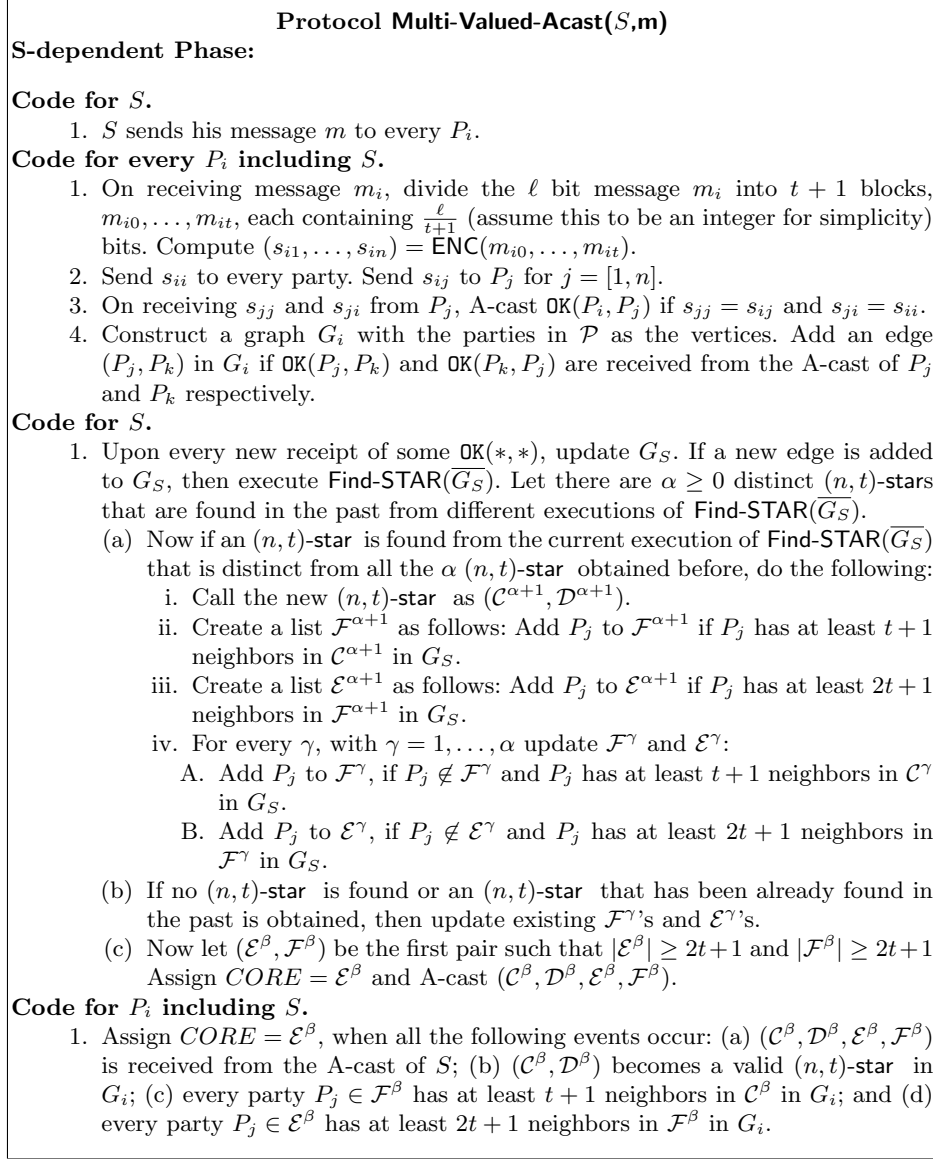 Protocol Multi-Valued-Acast(S,m)
S-dependent Phase:
Code for S.
1. S sends his message m to every P_i.
Code for every P_i including S.
1. On receiving message m_i, divide the ℓ bit message m_i into t + 1 blocks,
m_{i0}, . . . , m_{it}, each containing \frac{ℓ}{t+1} (assume this to be an integer for simplicity)
bits. Compute (s_{i1}, . . . , s_{in}) = ENC(m_{i0}, . . . , m_{it}).
2. Send s_{ii} to every party. Send s_{ij} to P_j for j = [1, n].
3. On receiving s_{jj} and s_{ji} from P_j, A-cast OK(P_i, P_j) if s_{jj} = s_{ij} and s_{ji} = s_{ii}.
4. Construct a graph G_i with the parties in 𝒫 as the vertices. Add an edge
(P_j, P_k) in G_i if OK(P_j, P_k) and OK(P_k, P_j) are received from the A-cast of P_j
and P_k respectively.
Code for S.
1. Upon every new receipt of some OK(∗, ∗), update G_S. If a new edge is added
to G_S, then execute Find-STAR(\overline{G_S}). Let there are α ≥ 0 distinct (n, t)-stars
that are found in the past from different executions of Find-STAR(\overline{G_S}).
(a) Now if an (n, t)-star is found from the current execution of Find-STAR(\overline{G_S})
that is distinct from all the α (n, t)-star obtained before, do the following:
i. Call the new (n, t)-star as (𝒞^{α+1}, 𝒟^{α+1}).
ii. Create a list ℱ^{α+1} as follows: Add P_j to ℱ^{α+1} if P_j has at least t + 1
neighbors in 𝒞^{α+1} in G_S.
iii. Create a list ℰ^{α+1} as follows: Add P_j to ℰ^{α+1} if P_j has at least 2t + 1
neighbors in ℱ^{α+1} in G_S.
iv. For every γ, with γ = 1, . . . , α update ℱ^γ and ℰ^γ:
A. Add P_j to ℱ^γ, if P_j ∉ ℱ^γ and P_j has at least t + 1 neighbors in 𝒞^γ
in G_S.
B. Add P_j to ℰ^γ, if P_j ∉ ℰ^γ and P_j has at least 2t + 1 neighbors in
ℱ^γ in G_S.
(b) If no (n, t)-star is found or an (n, t)-star that has been already found in
the past is obtained, then update existing ℱ^γ's and ℰ^γ's.
(c) Now let (ℰ^β, ℱ^β) be the first pair such that |ℰ^β| ≥ 2t+1 and |ℱ^β| ≥ 2t+1
Assign CORE = ℰ^β and A-cast (𝒞^β, 𝒟^β, ℰ^β, ℱ^β).
Code for P_i including S.
1. Assign CORE = ℰ^β, when all the following events occur: (a) (𝒞^β, 𝒟^β, ℰ^β, ℱ^β)
is received from the A-cast of S; (b) (𝒞^β, 𝒟^β) becomes a valid (n, t)-star in
G_i; (c) every party P_j ∈ ℱ^β has at least t + 1 neighbors in 𝒞^β in G_i; and (d)
every party P_j ∈ ℰ^β has at least 2t + 1 neighbors in ℱ^β in G_i.